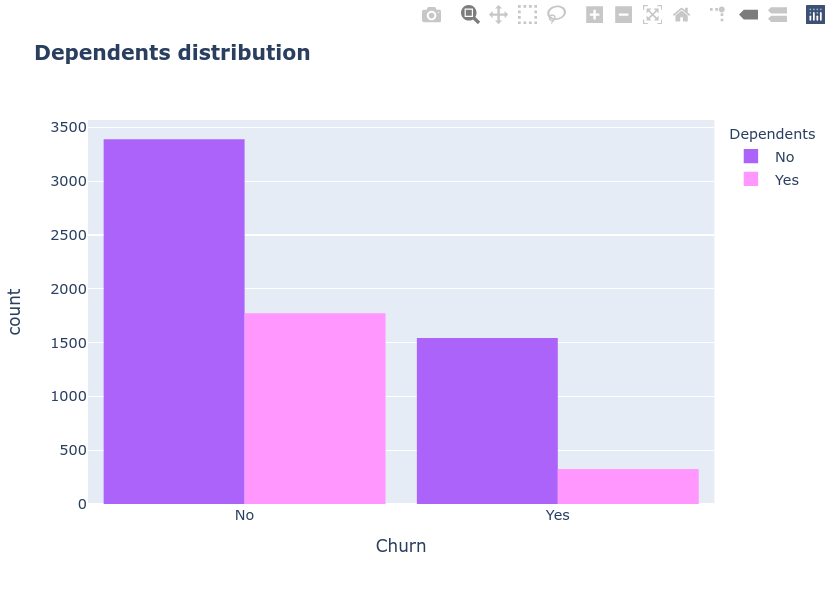 Dependents distribution
3500
3000
2500
2000
1500
1000
500
0
count
No
Yes
Churn
Dependents
No
Yes